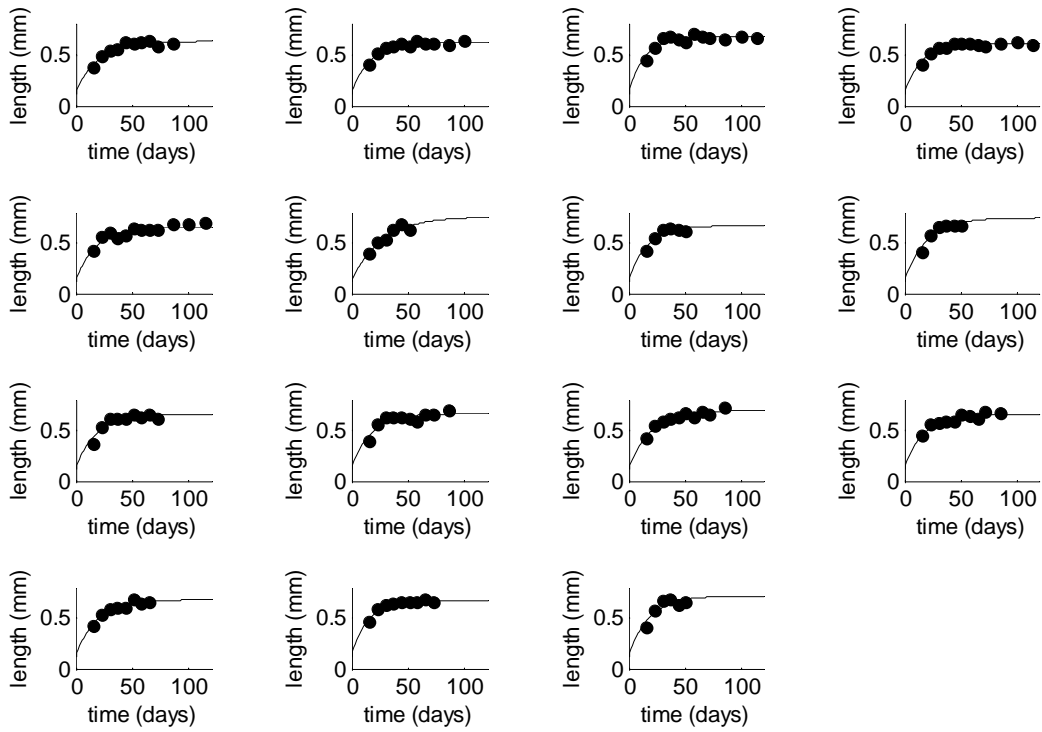 length (mm) length (mm) length (mm) length (mm)
0.5 0.5 0.5 0.5
0 0 0 0
0 50 100 0 50 100 0 50 100 0 50 100
time (days) time (days) time (days) time (days)
length (mm) length (mm) length (mm) length (mm)
0.5 0.5 0.5 0.5
0 0 0 0
0 50 100 0 50 100 0 50 100 0 50 100
time (days) time (days) time (days) time (days)
length (mm) length (mm) length (mm) length (mm)
0.5 0.5 0.5 0.5
0 0 0 0
0 50 100 0 50 100 0 50 100 0 50 100
time (days) time (days) time (days) time (days)
length (mm) length (mm) length (mm)
0.5 0.5 0.5
0 0 0
0 50 100 0 50 100 0 50 100
time (days) time (days) time (days)